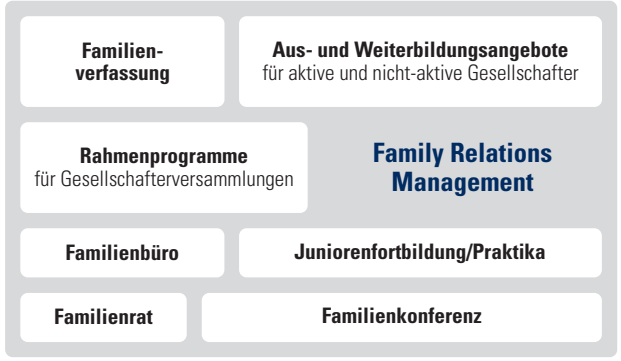 Familien-
verfassung
Aus- und Weiterbildungsangebote
für aktive und nicht-aktive Gesellschafter
Rahmenprogramme
für Gesellschafterversammlungen
Family Relations
Management
Familienbüro
Juniorenfortbildung/Praktika
Familienrat
Familienkonferenz